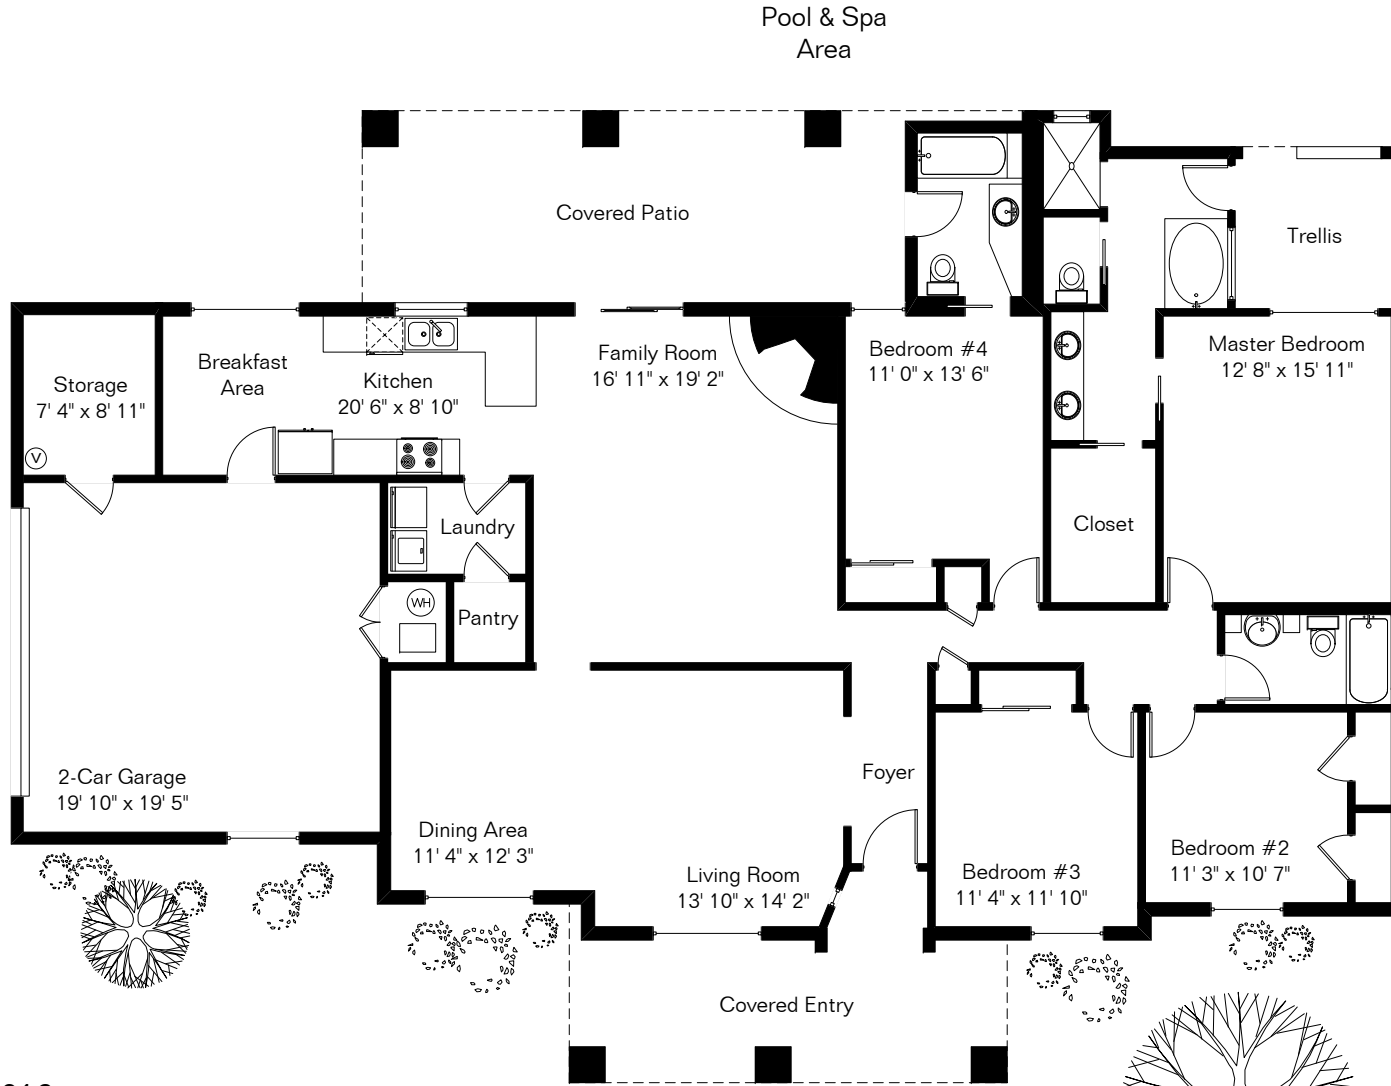 Pool & Spa
Area
Covered Patio
Trellis
Breakfast
Area
Storage
7' 4" x 8' 11"
V
Kitchen
20' 6" x 8' 10"
Family Room
16' 11" x 19' 2"
Bedroom #4
11' 0" x 13' 6"
Master Bedroom
12' 8" x 15' 11"
Laundry
Closet
WH
Pantry
2-Car Garage
19' 10" x 19' 5"
Foyer
Dining Area
11' 4" x 12' 3"
Living Room
13' 10" x 14' 2"
Bedroom #3
11' 4" x 11' 10"
Bedroom #2
11' 3" x 10' 7"
Covered Entry